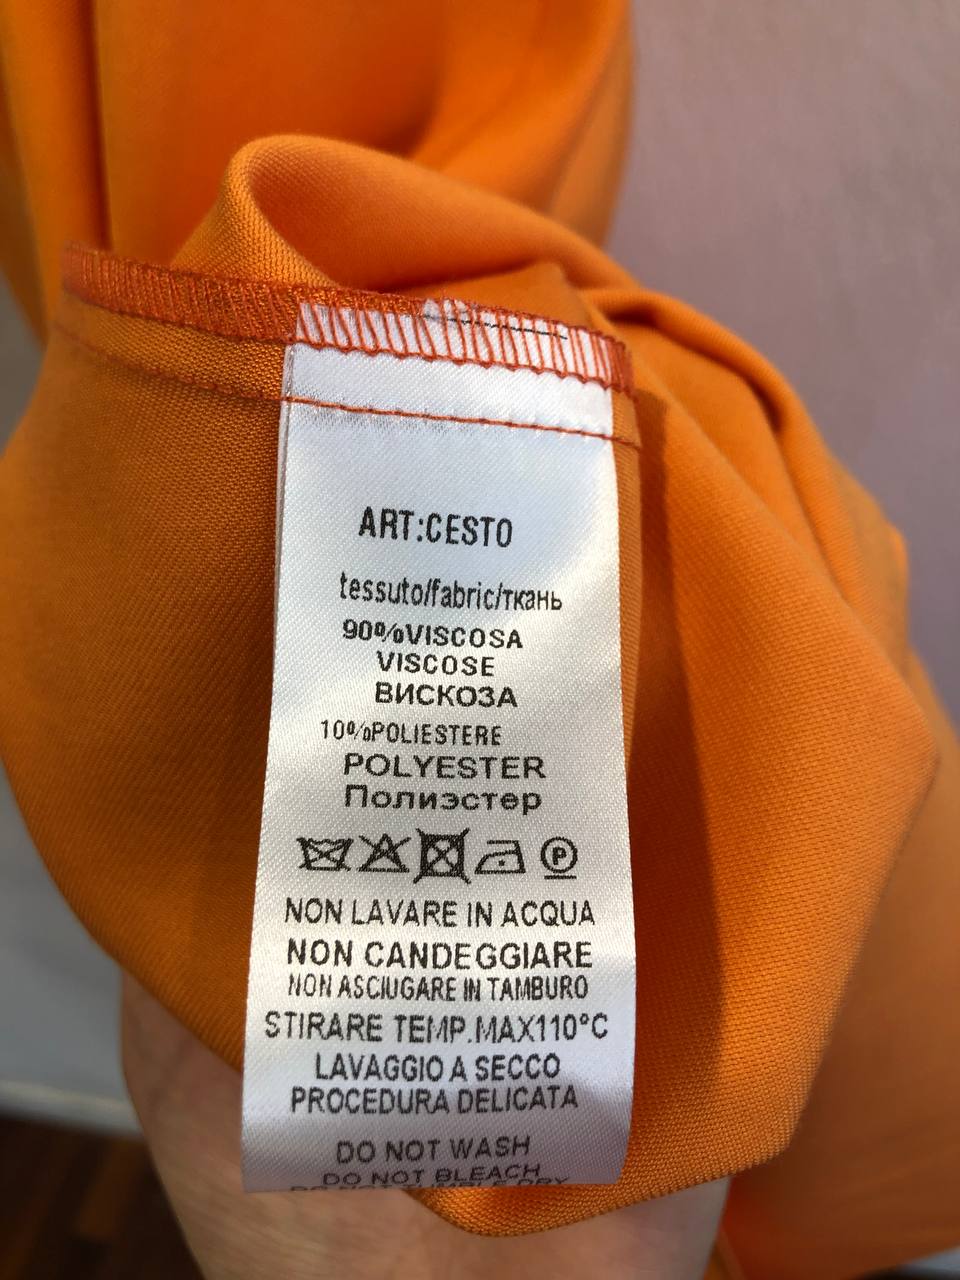 ART:CESTO
tessuto/fabric/ткань
90%VISCOSA
VISCOSE
ВИСКОЗА
10%POLIESTERE
POLYESTER
Полиэстер
P
NON LAVARE IN ACQUA
NON CANDEGGIARE
NON ASCIUGARE IN TAMBURO
STIRARE TEMP.MAX110°C
LAVAGGIO A SECCO
PROCEDURA DELICATA
DO NOT WASH
DO NOT BLEACH